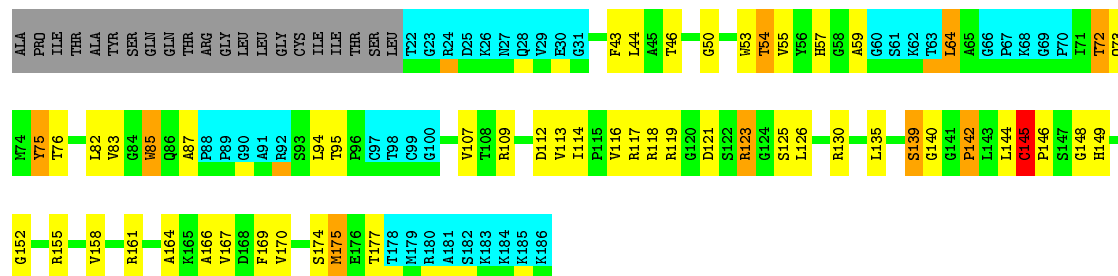 ALA PRO ILE THR ALA TYR SER GLN GLN THR ARG GLY LEU LEU GLY CYS ILE ILE THR SER LEU T22 G23 R24 D25 K26 N27 Q28 V29 E30 G31 F43 L44 A45 T46 G50 W53 T54 V55 Y56 H57 G58 A59 G60 S61 K62 T63 L64 A65 G66 P67 K68 G69 P70 I71 T72 Q73
M74 Y75 T76 L82 V83 G84 W85 Q86 A87 P88 P89 G90 A91 R92 S93 L94 T95 P96 C97 T98 C99 G100 V107 T108 R109 D112 V113 I114 P115 V116 R117 R118 R119 G120 D121 S122 R123 G124 S125 L126 R130 L135 S139 G140 G141 P142 L143 L144 C145 P146 S147 G148 H149
G152 R155 V158 R161 A164 K165 A166 V167 D168 F169 V170 S174 M175 E176 T177 T178 M179 R180 A181 S182 K183 K184 K185 K186